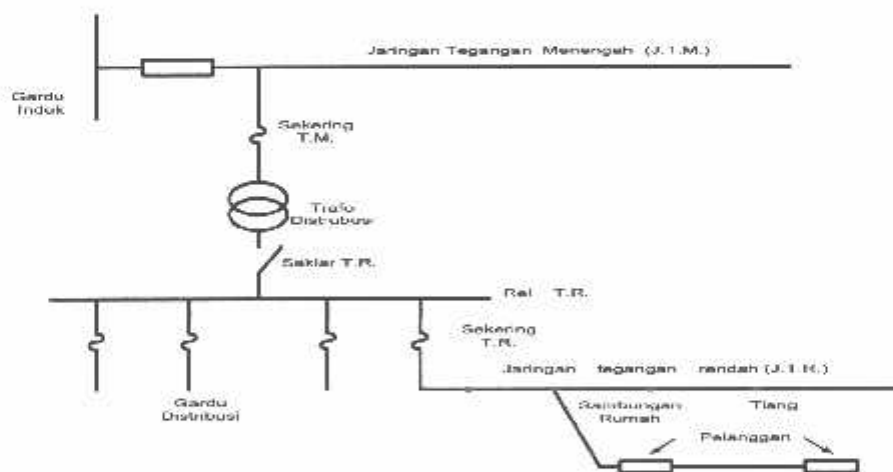 Jaringan Tegangan Menengah (J.T.M.)
Gardu
Induk
Sekering
T.M.
Trafo
Distrubusi
Saklar T.R.
Rel T.R.
Sekering
T.R.
Jaringan tegangan rendah (J.T.R.)
Gardu
Distribusi
Sambungan
Rumah
Tiang
Pelanggan